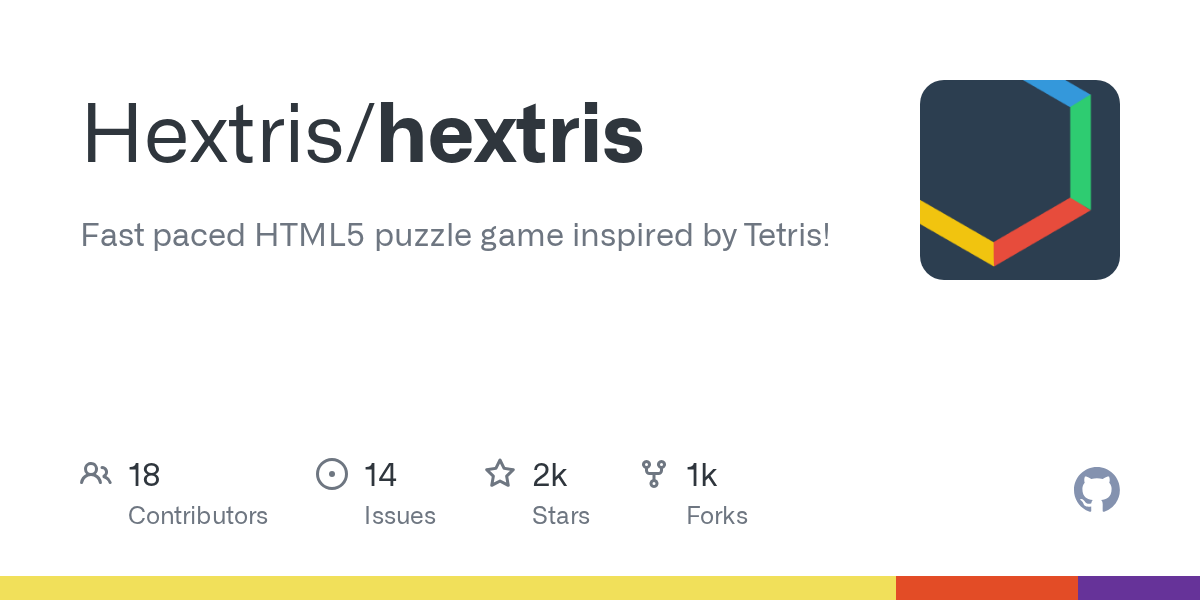 Hextris/hextris
Fast paced HTML5 puzzle game inspired by Tetris!
18 14 2k 1k
Contributors Issues Stars Forks